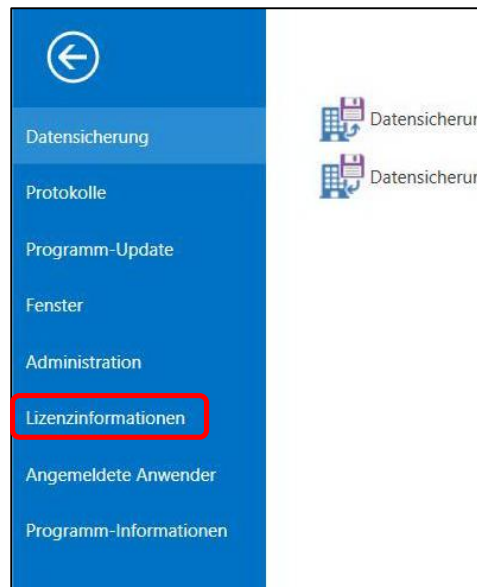 Datensicherung
Protokolle
Programm-Update
Fenster
Administration
Lizenzinformationen
Angemeldete Anwender
Programm-Informationen